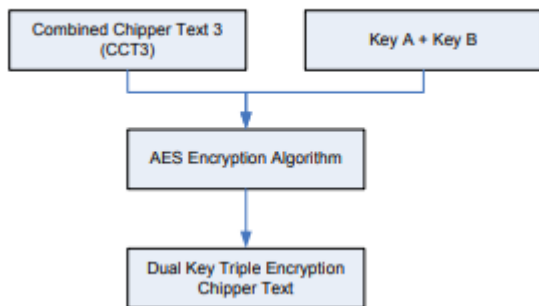 Combined Chipper Text 3
(CCT3)
Key A + Key B
AES Encryption Algorithm
Dual Key Triple Encryption
Chipper Text